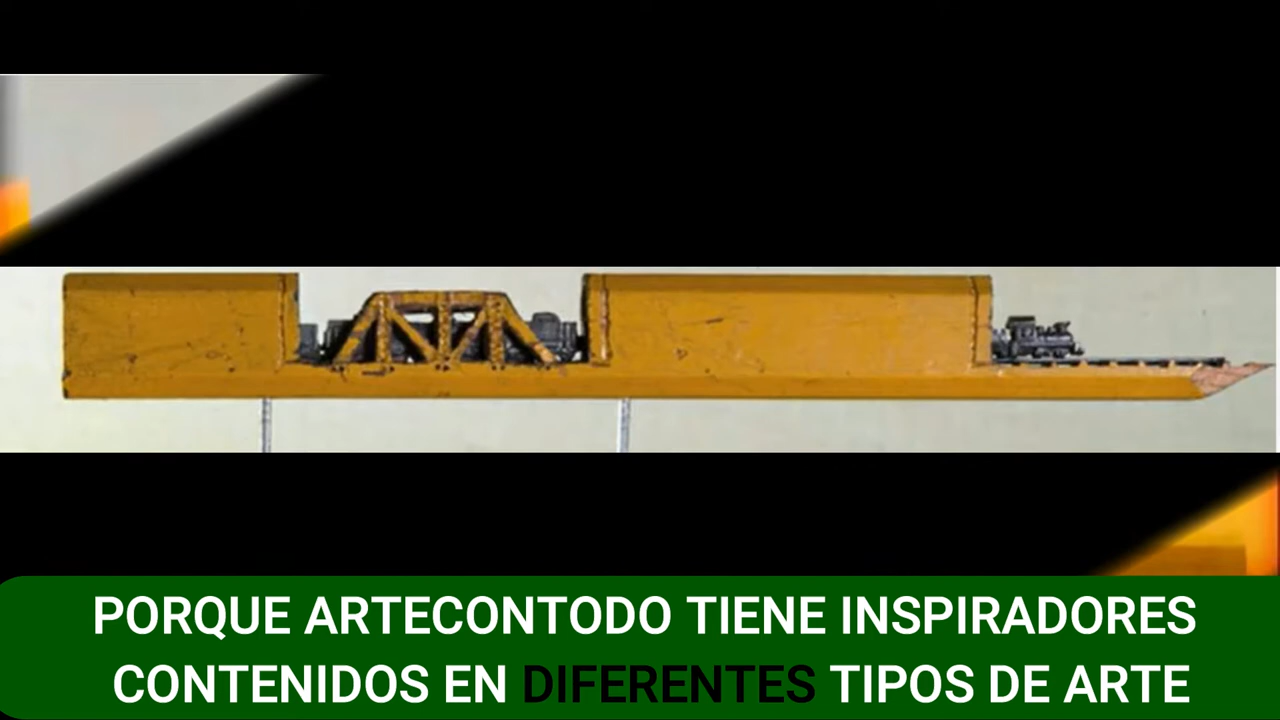 PORQUE ARTECONTODO TIENE INSPIRADORES
CONTENIDOS EN DIFERENTES TIPOS DE ARTE